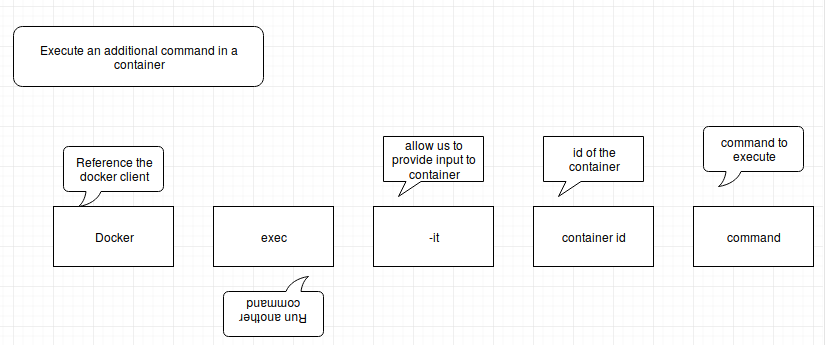 Execute an additional command in a
container
Reference the
docker client
allow us to
provide input to
container
id of the
container
command to
execute
Docker
exec
-it
container id
command
Run another
command